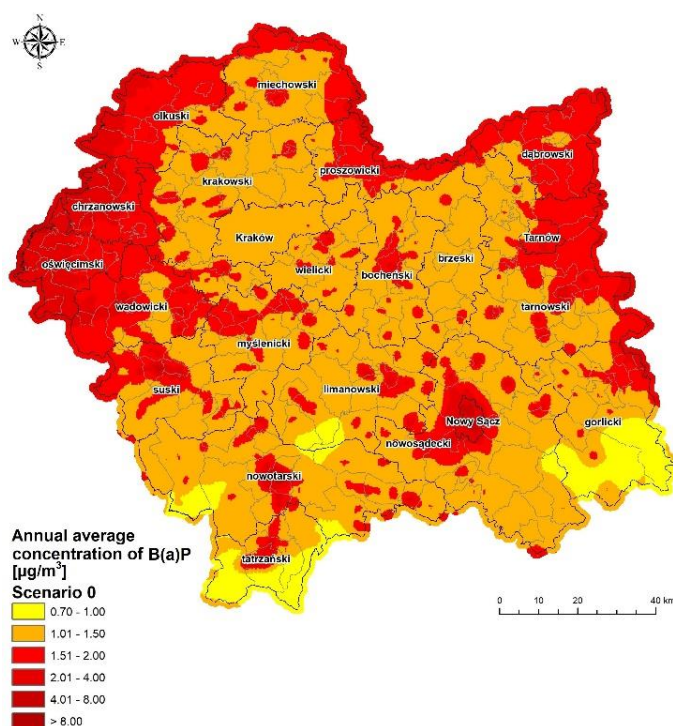 N
W E
S
miechowski
olkuski
dąbrowski
proszowicki
krakowski
chrzanowski
Kraków
Tarnów
oświęcimski
wielicki
bocheński
brzeski
wadowicki
tarnowski
myślenicki
suski
limanowski
Nowy Sącz
gorlicki
nowosądecki
nowotarski
tatrzański
Annual average
concentration of B(a)P
[µg/m³]
Scenario 0
0.70 - 1.00
1.01 - 1.50
1.51 - 2.00
2.01 - 4.00
4.01 - 8.00
> 8.00
0 10 20 40 km